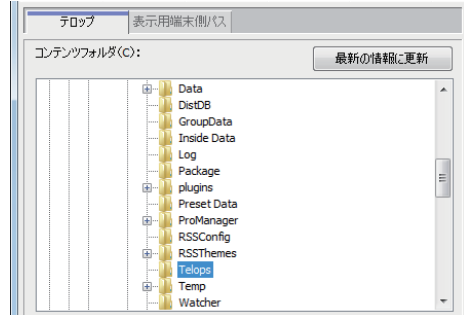 テロップ 表示用端末側パス
コンテンツフォルダ(C):
最新の情報に更新
Data
DistDB
GroupData
Inside Data
Log
Package
plugins
Preset Data
ProManager
RSSConfig
RSSThemes
Telops
Temp
Watcher